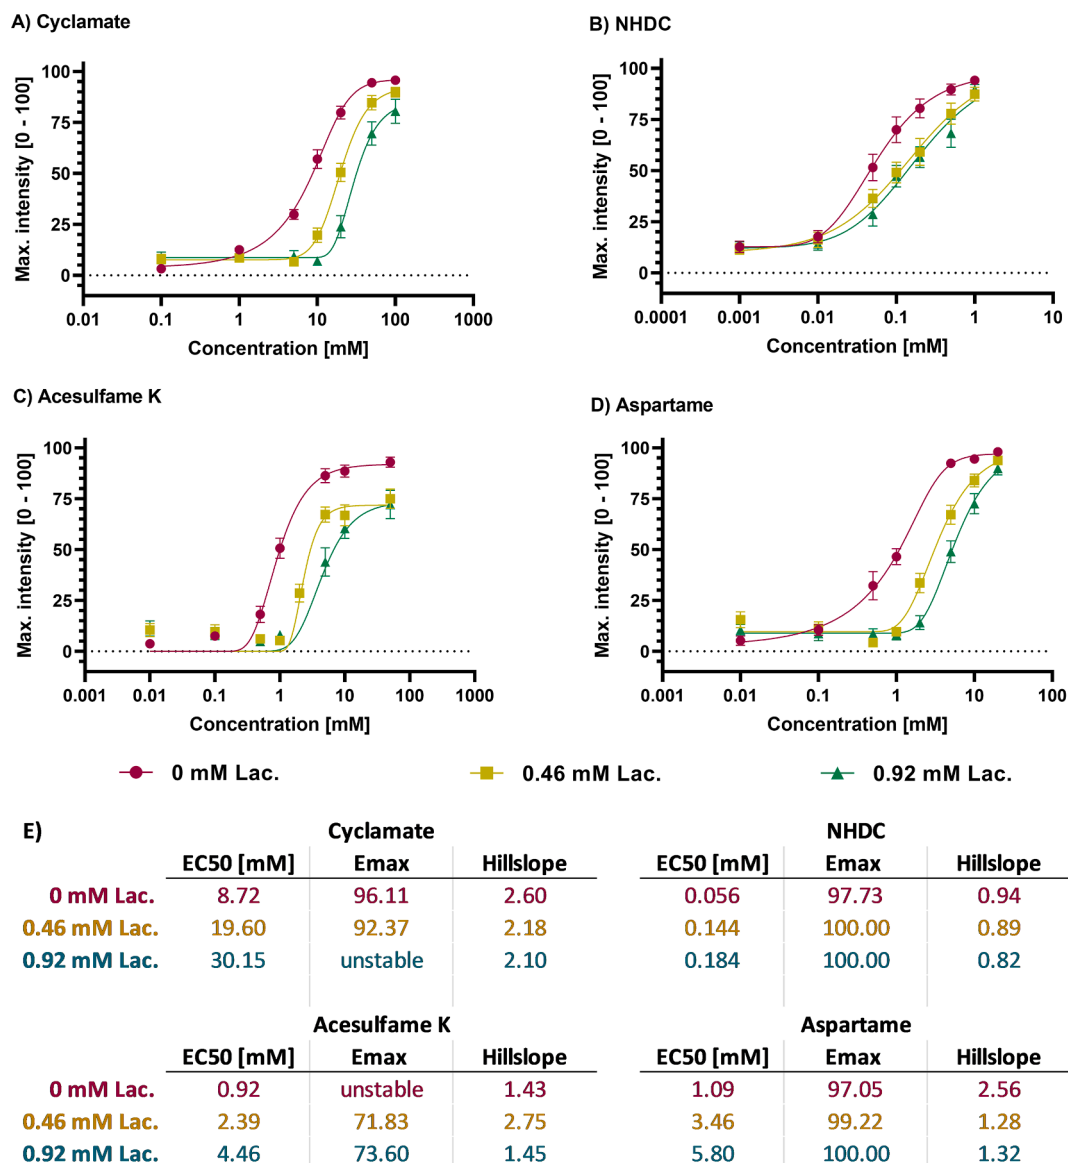 A) Cyclamate
Max. intensity [0 - 100]
100
75
50
25
0
0.01 0.1 1 10 100 1000
Concentration [mM]
B) NHDC
Max. intensity [0 - 100]
100
75
50
25
0
0.0001 0.001 0.01 0.1 1 10
Concentration [mM]
C) Acesulfame K
Max. intensity [0 - 100]
100
75
50
25
0
0.001 0.01 0.1 1 10 100 1000
Concentration [mM]
D) Aspartame
Max. intensity [0 - 100]
100
75
50
25
0
0.001 0.01 0.1 1 10 100
Concentration [mM]
0 mM Lac. 0.46 mM Lac. 0.92 mM Lac.
E)
Cyclamate NHDC
EC50 [mM] Emax Hillslope EC50 [mM] Emax Hillslope
0 mM Lac. 8.72 96.11 2.60 0.056 97.73 0.94
0.46 mM Lac. 19.60 92.37 2.18 0.144 100.00 0.89
0.92 mM Lac. 30.15 unstable 2.10 0.184 100.00 0.82
Acesulfame K Aspartame
EC50 [mM] Emax Hillslope EC50 [mM] Emax Hillslope
0 mM Lac. 0.92 unstable 1.43 1.09 97.05 2.56
0.46 mM Lac. 2.39 71.83 2.75 3.46 99.22 1.28
0.92 mM Lac. 4.46 73.60 1.45 5.80 100.00 1.32